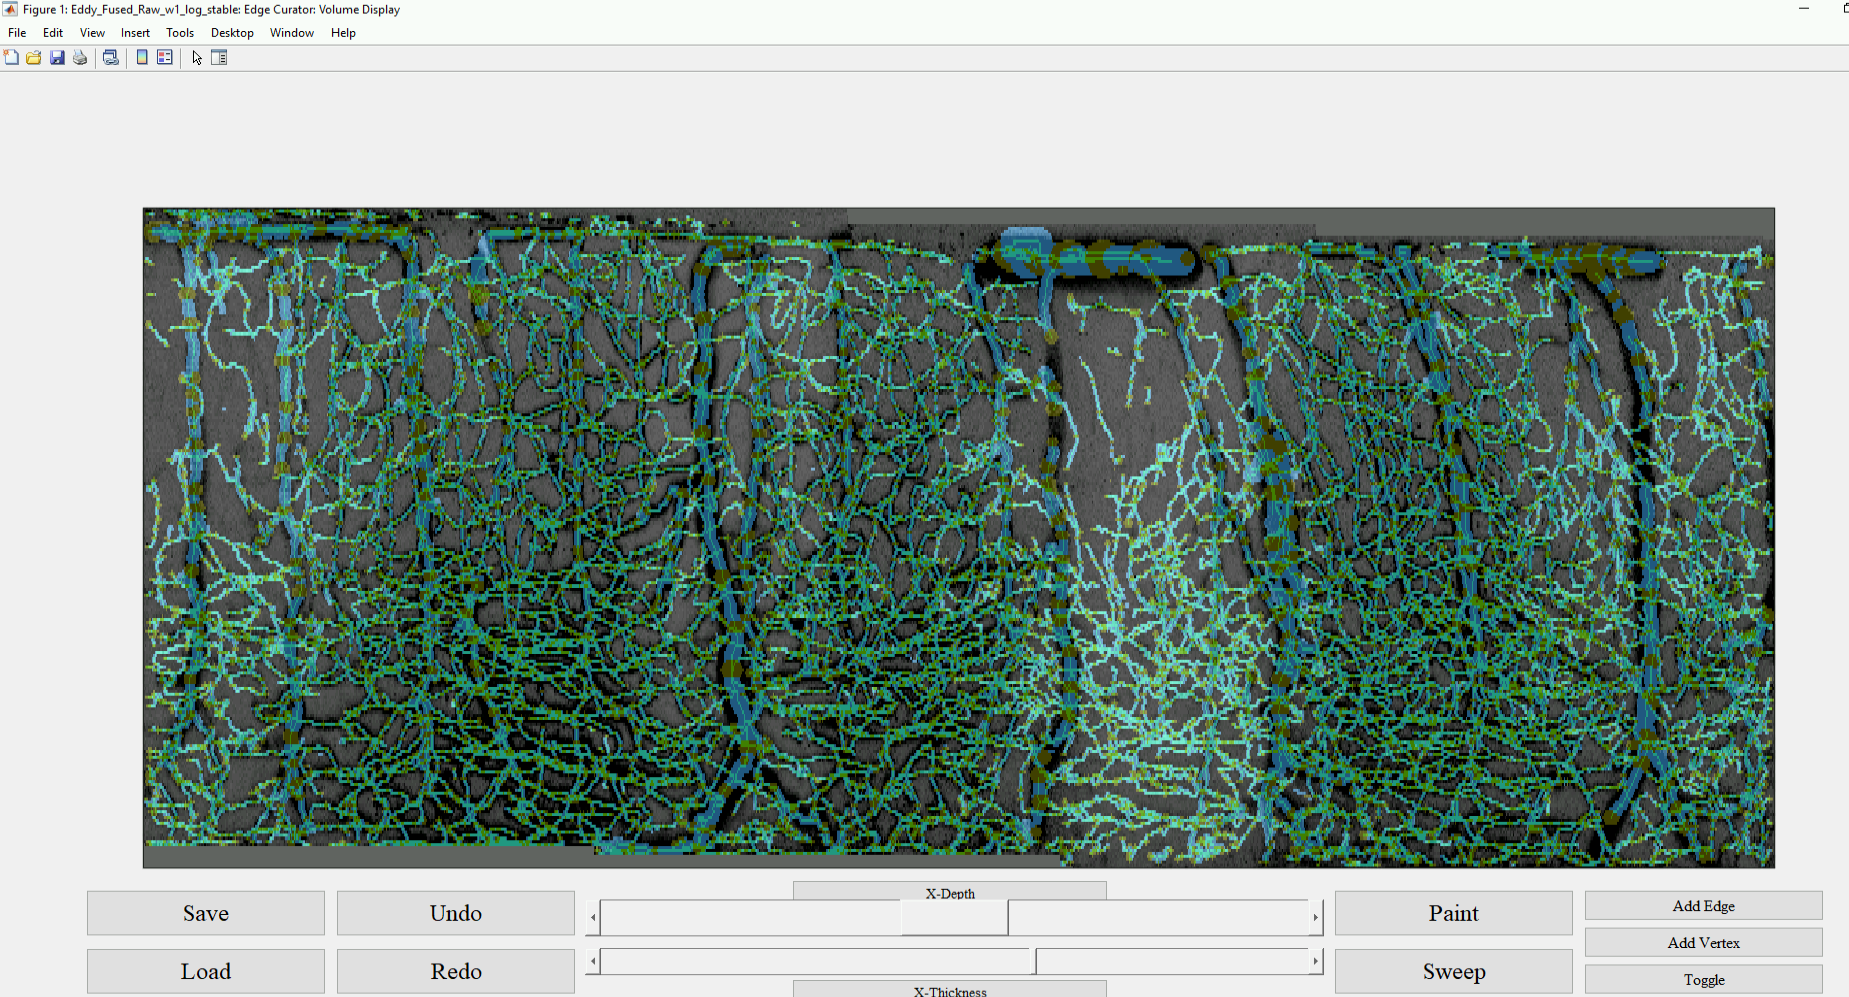 Figure 1: Eddy_Fused_Raw_w1_log_stable: Edge Curator: Volume Display
File Edit View Insert Tools Desktop Window Help
X-Depth
Save Undo Paint Add Edge
Add Vertex
Load Redo Sweep Toggle
X-Thickness